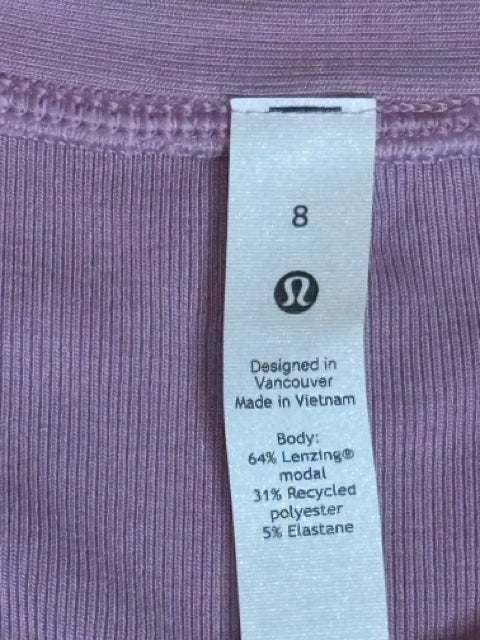 8
Designed in
Vancouver
Made in Vietnam
Body:
64% Lenzing®
modal
31% Recycled
polyester
5% Elastane